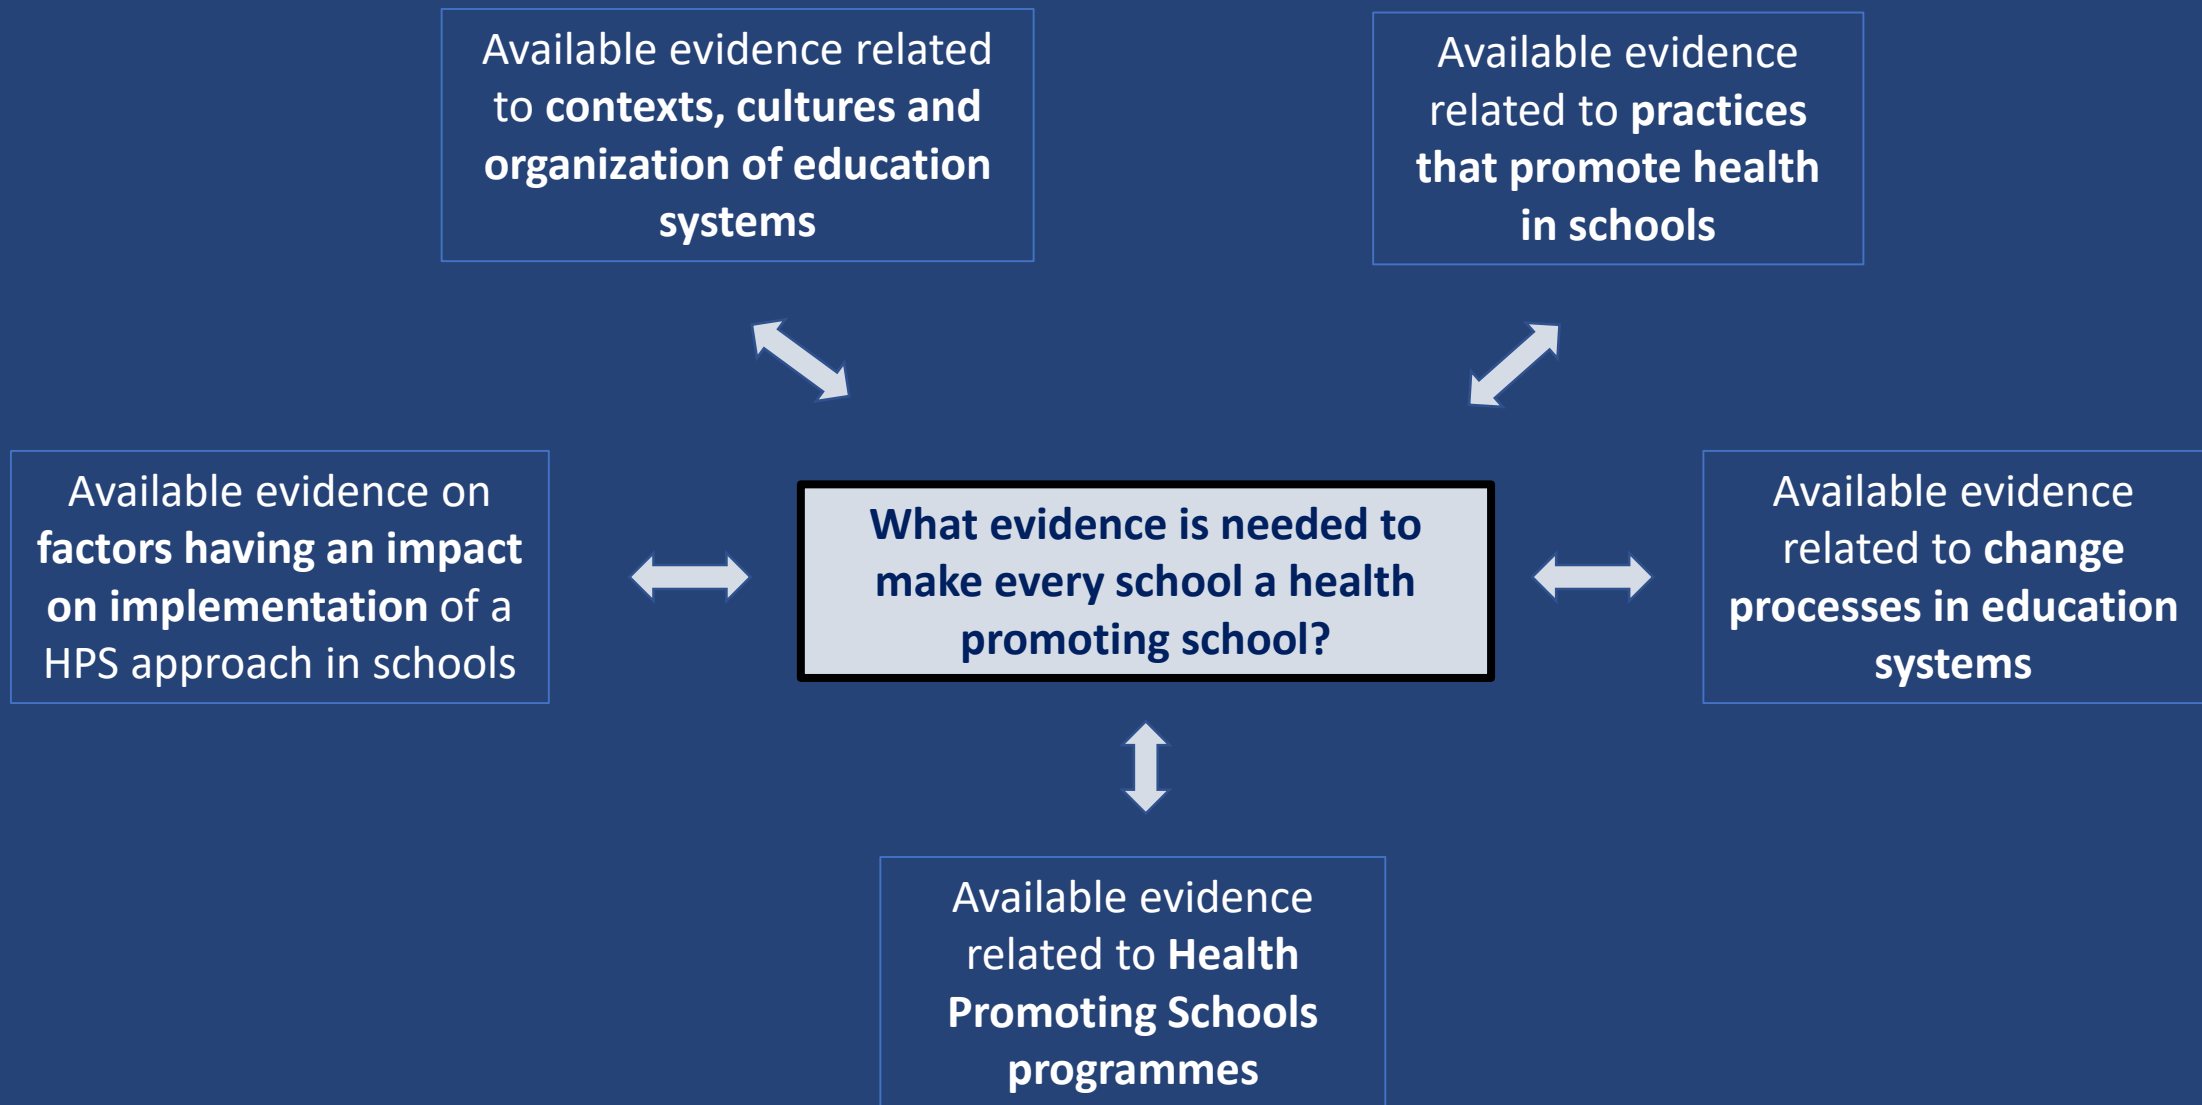 Available evidence related
to contexts, cultures and
organization of education
systems
Available evidence
related to practices
that promote health
in schools
Available evidence on
factors having an impact
on implementation of a
HPS approach in schools
What evidence is needed to
make every school a health
promoting school?
Available evidence
related to change
processes in education
systems
Available evidence
related to Health
Promoting Schools
programmes